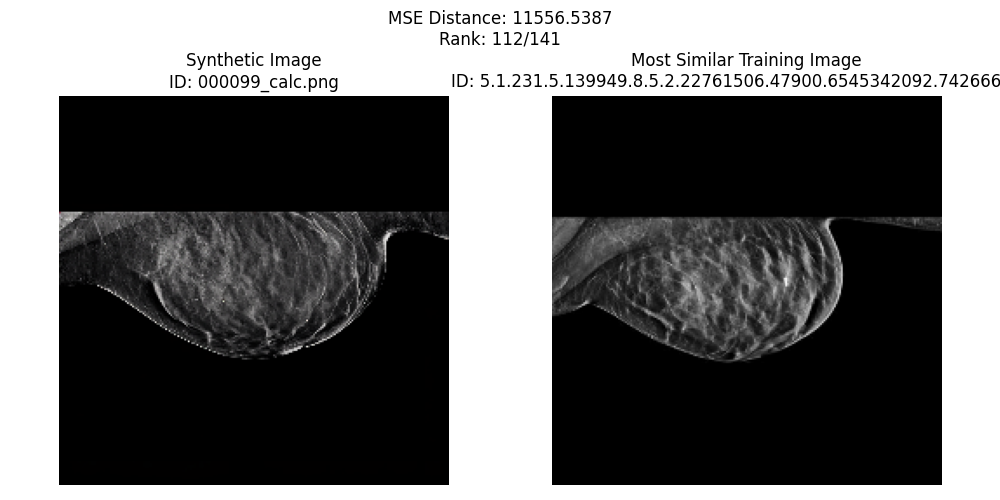 MSE Distance: 11556.5387
Rank: 112/141
Synthetic Image
ID: 000099_calc.png
Most Similar Training Image
ID: 5.1.231.5.139949.8.5.2.22761506.47900.6545342092.742666